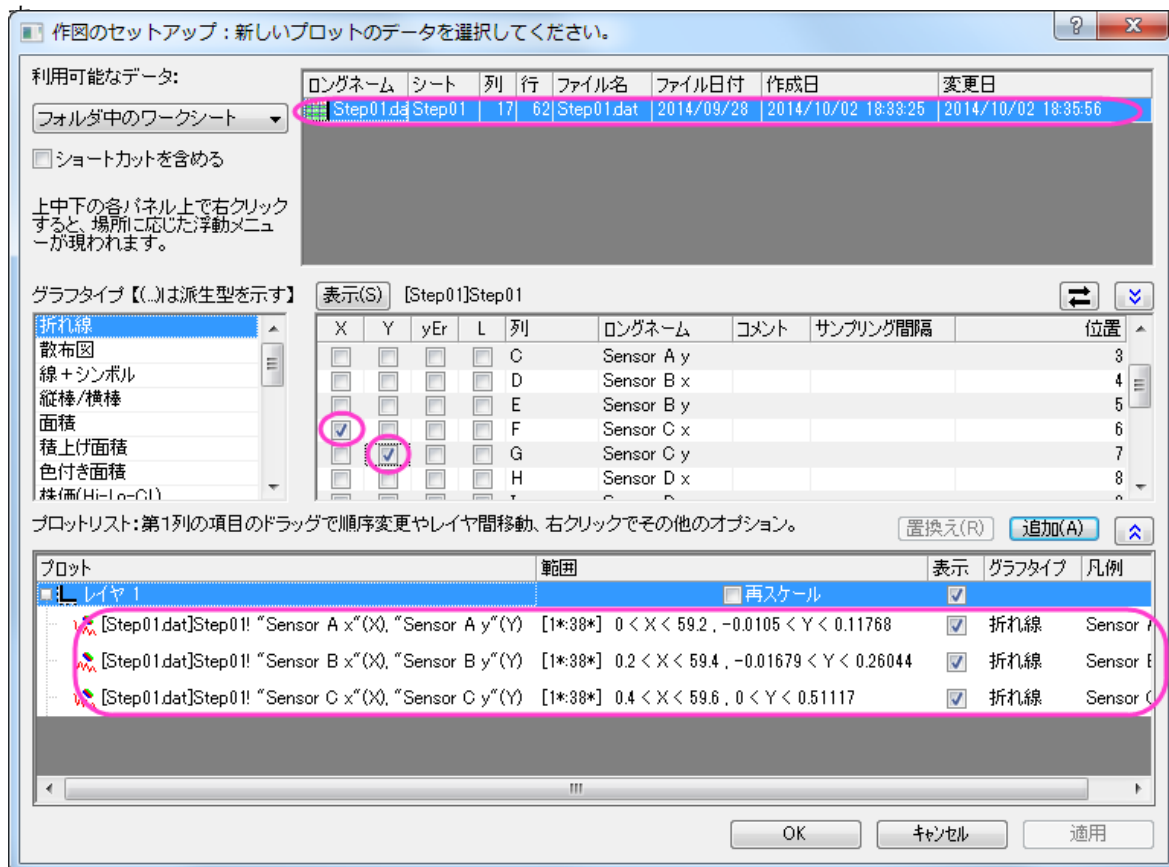 作図のセットアップ：新しいプロットのデータを選択してください。
利用可能なデータ:
フォルダ中のワークシート
ショートカットを含める
上中下の各パネル上で右クリック
すると、場所に応じた浮動メニュ
ーが現われます。
ロングネーム シート 列 行 ファイル名 ファイル日付 作成日 変更日
Step01.da Step01 17 62 Step01.dat 2014/09/28 2014/10/02 18:33:25 2014/10/02 18:35:56
グラフタイプ【(...)は派生型を示す】
折れ線
散布図
線+シンボル
縦棒/横棒
面積
積上げ面積
色付き面積
株価(Hi-Lo-Cl)
表示(S) [Step01]Step01
X Y yEr L 列 ロングネーム コメント サンプリング間隔 位置
C Sensor A y 3
D Sensor B x 4
E Sensor B y 5
F Sensor C x 6
G Sensor C y 7
H Sensor D x 8
プロットリスト:第1列の項目のドラッグで順序変更やレイヤ間移動、右クリックでその他のオプション。
置換え(R) 追加(A)
プロット 範囲 表示 グラフタイプ 凡例
レイヤ 1 再スケール
[Step01.dat]Step01! "Sensor A x"(X), "Sensor A y"(Y) [1*:38*] 0 < X < 59.2 , -0.0105 < Y < 0.11768 折れ線 Sensor
[Step01.dat]Step01! "Sensor B x"(X), "Sensor B y"(Y) [1*:38*] 0.2 < X < 59.4 , -0.01679 < Y < 0.26044 折れ線 Sensor
[Step01.dat]Step01! "Sensor C x"(X), "Sensor C y"(Y) [1*:38*] 0.4 < X < 59.6 , 0 < Y < 0.51117 折れ線 Sensor
OK キャンセル 適用